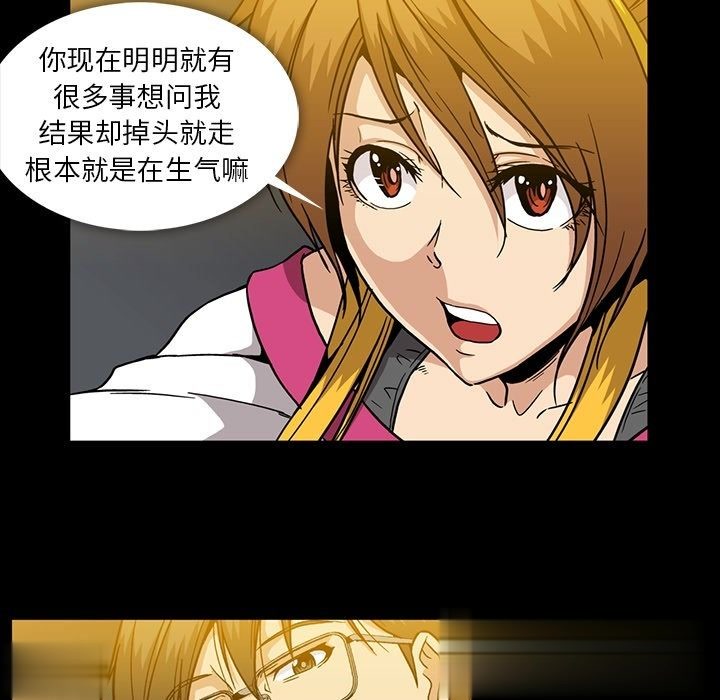 你现在明明就有
很多事想问我
结果却掉头就走
根本就是在生气嘛